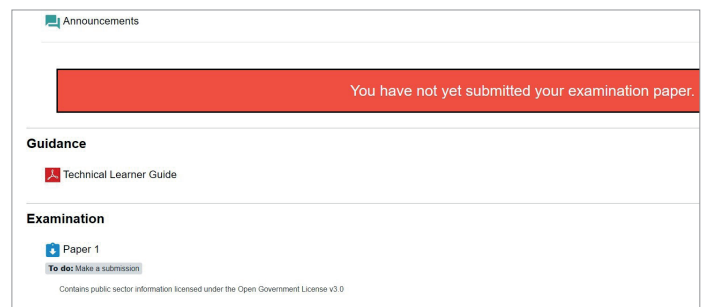 Announcements
You have not yet submitted your examination paper.
Guidance
Technical Learner Guide
Examination
Paper 1
To do: Make a submission
Contains public sector information licensed under the Open Government License v3.0